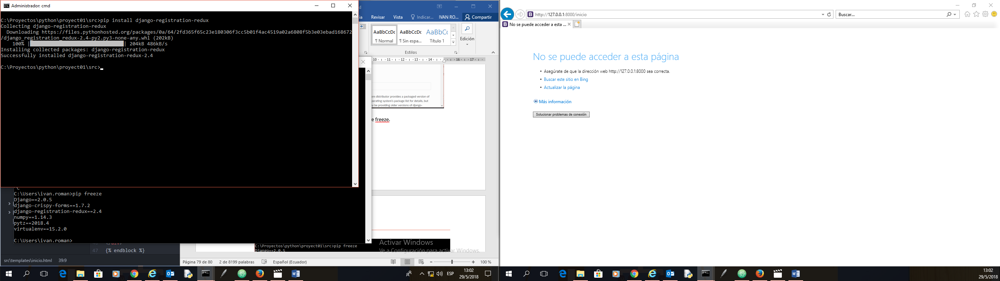 Administrador: cmd
C:\Proyectos\python\proyect01\src>pip install django-registration-redux
Collecting django-registration-redux
Downloading https://files.pythonhosted.org/packages/0a/64/2fd365f65c23e180306f3cc5b01f4ac4519a02a6808f5b3e03ebad168672
/django_registration_redux-2.4-py2.py3-none-any.whl (202kB)
100% | | 204kB 486kB/s
Installing collected packages: django-registration-redux
Successfully installed django-registration-redux-2.4
C:\Proyectos\python\proyect01\src>
^C
C:\Users\ivan.roman>pip freeze
Django==2.0.5
django-crispy-forms==1.7.2
django-registration-redux==2.4
numpy==1.14.3
pytz==2018.4
virtualenv==15.2.0
C:\Users\ivan.roman>
47 {% endblock %}
src\templates\inicio.html 39:9
Revisar Vista Indicar... IVAN RO... Compartir
AaBbCcDc AaBbCcDc AaBbCc
¶ Normal ¶ Sin espa... Título 1
Edición
Estilos
10 11 12 13 14 16 17
em distributor provides a packaged version of
perating system's package list for details, but
y be providing older versions of django-
e freeze.
C:\Proyectos\python\proyect01\src>pip freeze
Django==2.0.5
Activar Windows
Ve a Configuración para activar Windows.
Página 79 de 80 2 de 8199 palabras Español (Ecuador) 100 %
ESP 13:02
29/5/2018
http://127.0.0.1:8000/inicio
Buscar...
No se puede acceder a esta ...
No se puede acceder a esta página
• Asegúrate de que la dirección web http://127.0.0.1:8000 sea correcta.
• Buscar este sitio en Bing
• Actualizar la página
Más información
Solucionar problemas de conexión
13:02
29/5/2018